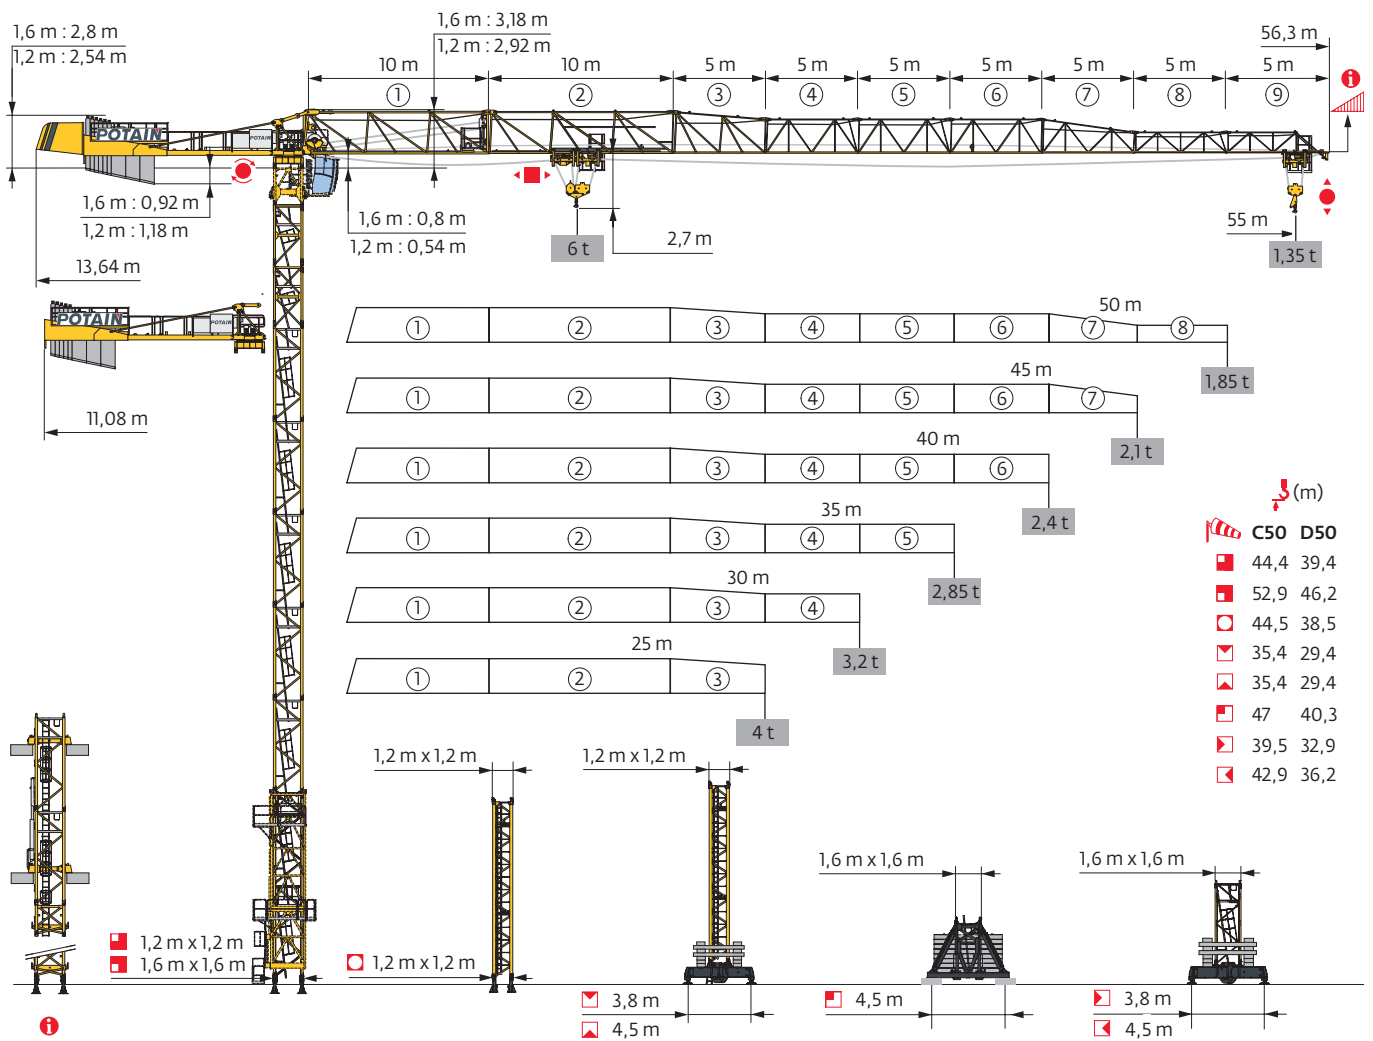 1,6 m : 2,8 m
1,2 m : 2,54 m
1,6 m : 3,18 m
1,2 m : 2,92 m
56,3 m
10 m 10 m 5 m 5 m 5 m 5 m 5 m 5 m 5 m
1 2 3 4 5 6 7 8 9
i
POTAIN POTAIN
1,6 m : 0,92 m
1,2 m : 1,18 m
1,6 m : 0,8 m
1,2 m : 0,54 m
6 t
2,7 m
55 m
1,35 t
13,64 m
POTAIN POTAIN
11,08 m
50 m
1 2 3 4 5 6 7 8
1,85 t
45 m
1 2 3 4 5 6 7
2,1 t
40 m
1 2 3 4 5 6
2,4 t
35 m
1 2 3 4 5
2,85 t
30 m
1 2 3 4
3,2 t
25 m
1 2 3
4 t
(m)
C50 D50
44,4 39,4
52,9 46,2
44,5 38,5
35,4 29,4
35,4 29,4
47 40,3
39,5 32,9
42,9 36,2
1,2 m x 1,2 m
1,2 m x 1,2 m
1,6 m x 1,6 m
1,6 m x 1,6 m
1,2 m x 1,2 m
1,6 m x 1,6 m
1,2 m x 1,2 m
3,8 m
4,5 m
4,5 m
3,8 m
4,5 m
i